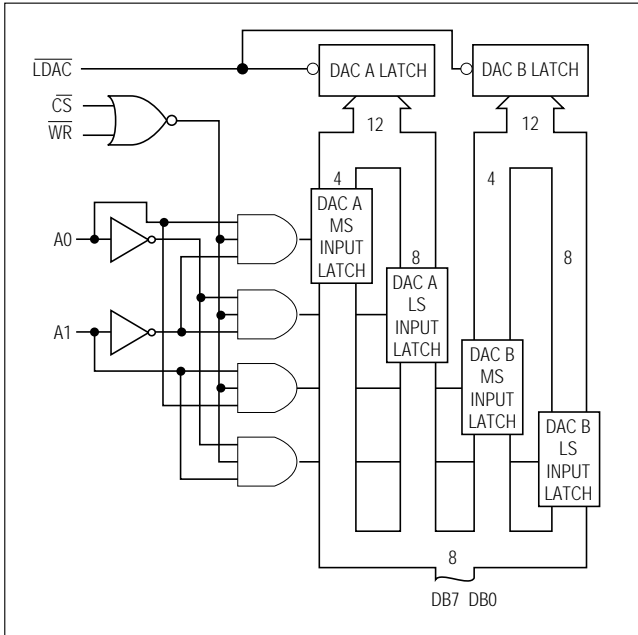 LDAC
DAC A LATCH
DAC B LATCH
CS
WR
12
12
4
4
DAC A
MS
INPUT
LATCH
A0
8
8
DAC A
LS
INPUT
LATCH
A1
DAC B
MS
INPUT
LATCH
DAC B
LS
INPUT
LATCH
8
DB7 DB0